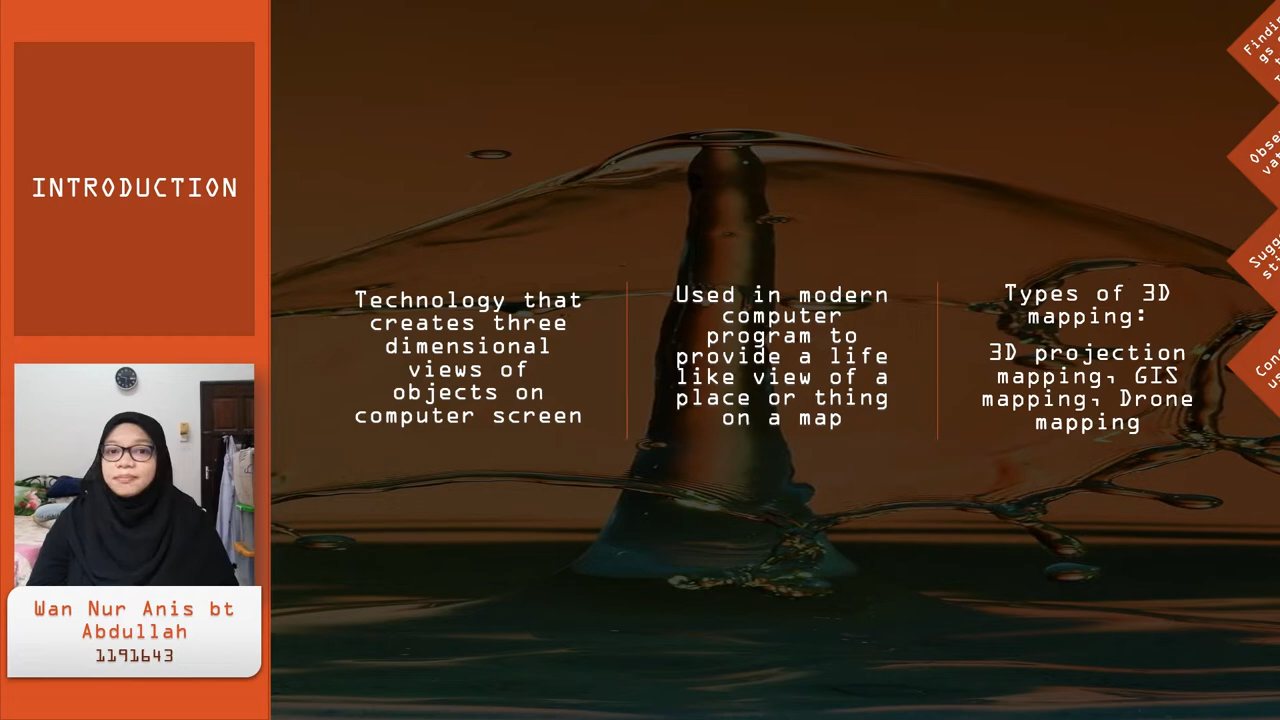 INTRODUCTION
Technology that
creates three
dimensional
views of
objects on
computer screen
Used in modern
computer
program to
provide a life
like view of a
place or thing
on a map
Types of 3D
mapping:
3D projection
mapping, GIS
mapping, Drone
mapping
Wan Nur Anis bt
Abdullah
1191643